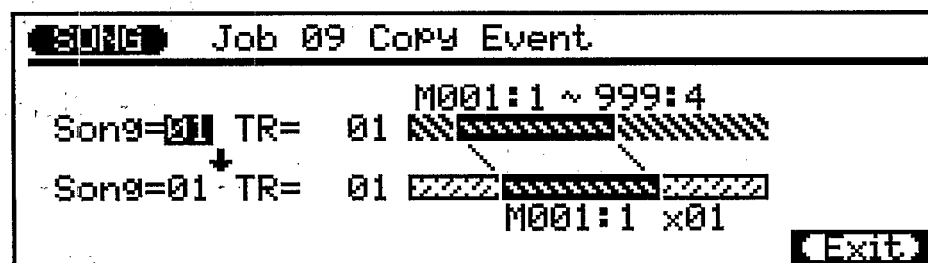 SONG Job 09 Copy Event
M001:1 ~ 999:4
Song=01 TR= 01
Song=01 TR= 01
M001:1 x01
Exit